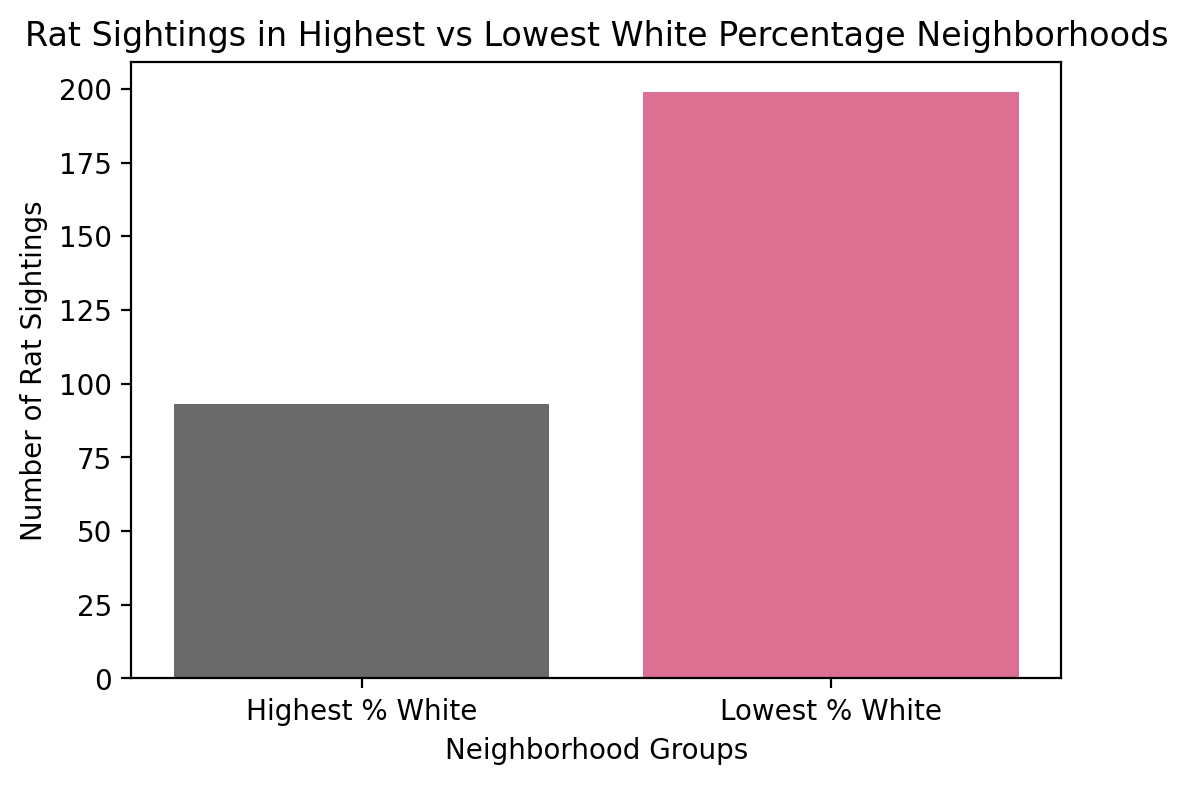 Rat Sightings in Highest vs Lowest White Percentage Neighborhoods
200
175
150
125
100
75
50
25
0
Number of Rat Sightings
Highest % White
Lowest % White
Neighborhood Groups